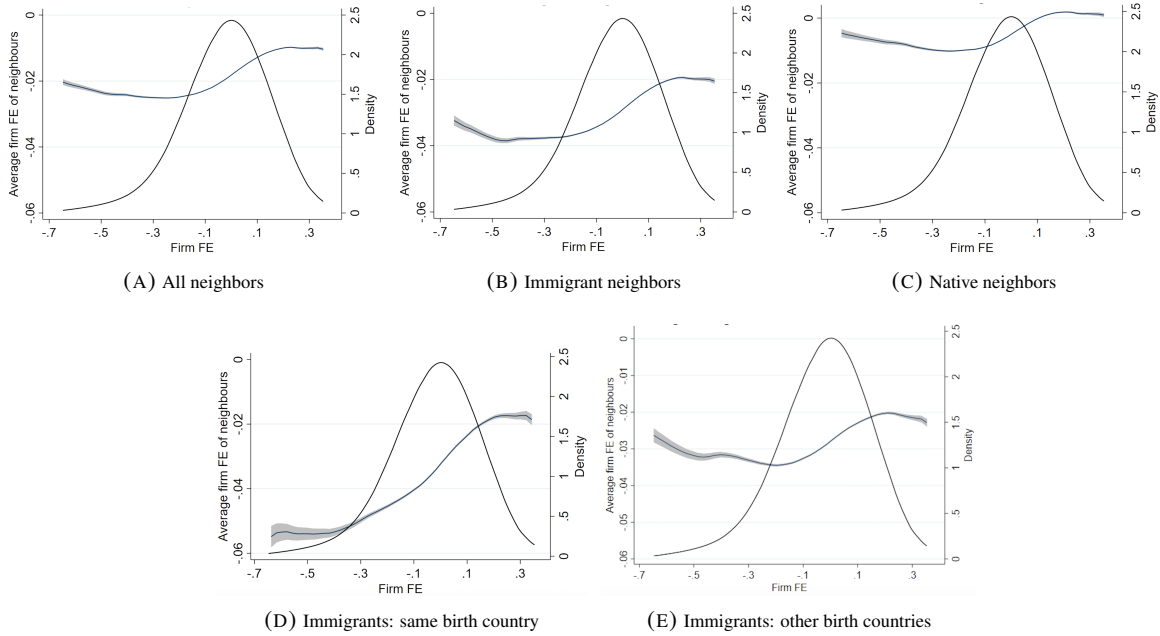 0
-.02
-.04
-.06
Average firm FE of neighbours
-.7 -.5 -.3 -.1 .1 .3
Firm FE
2.5
2
1.5
1
.5
0
Density
(A) All neighbors
0
-.02
-.04
-.06
Average firm FE of neighbours
-.7 -.5 -.3 -.1 .1 .3
Firm FE
2.5
2
1.5
1
.5
0
Density
(B) Immigrant neighbors
0
-.02
-.04
-.06
Average firm FE of neighbours
-.7 -.5 -.3 -.1 .1 .3
Firm FE
2.5
2
1.5
1
.5
0
Density
(C) Native neighbors
0
-.02
-.04
-.06
Average firm FE of neighbours
-.7 -.5 -.3 -.1 .1 .3
Firm FE
2.5
2
1.5
1
.5
0
Density
(D) Immigrants: same birth country
0
-.01
-.02
-.03
-.04
-.05
-.06
Average firm FE of neighbours
-.7 -.5 -.3 -.1 .1 .3
Firm FE
2.5
2
1.5
1
.5
0
Density
(E) Immigrants: other birth countries